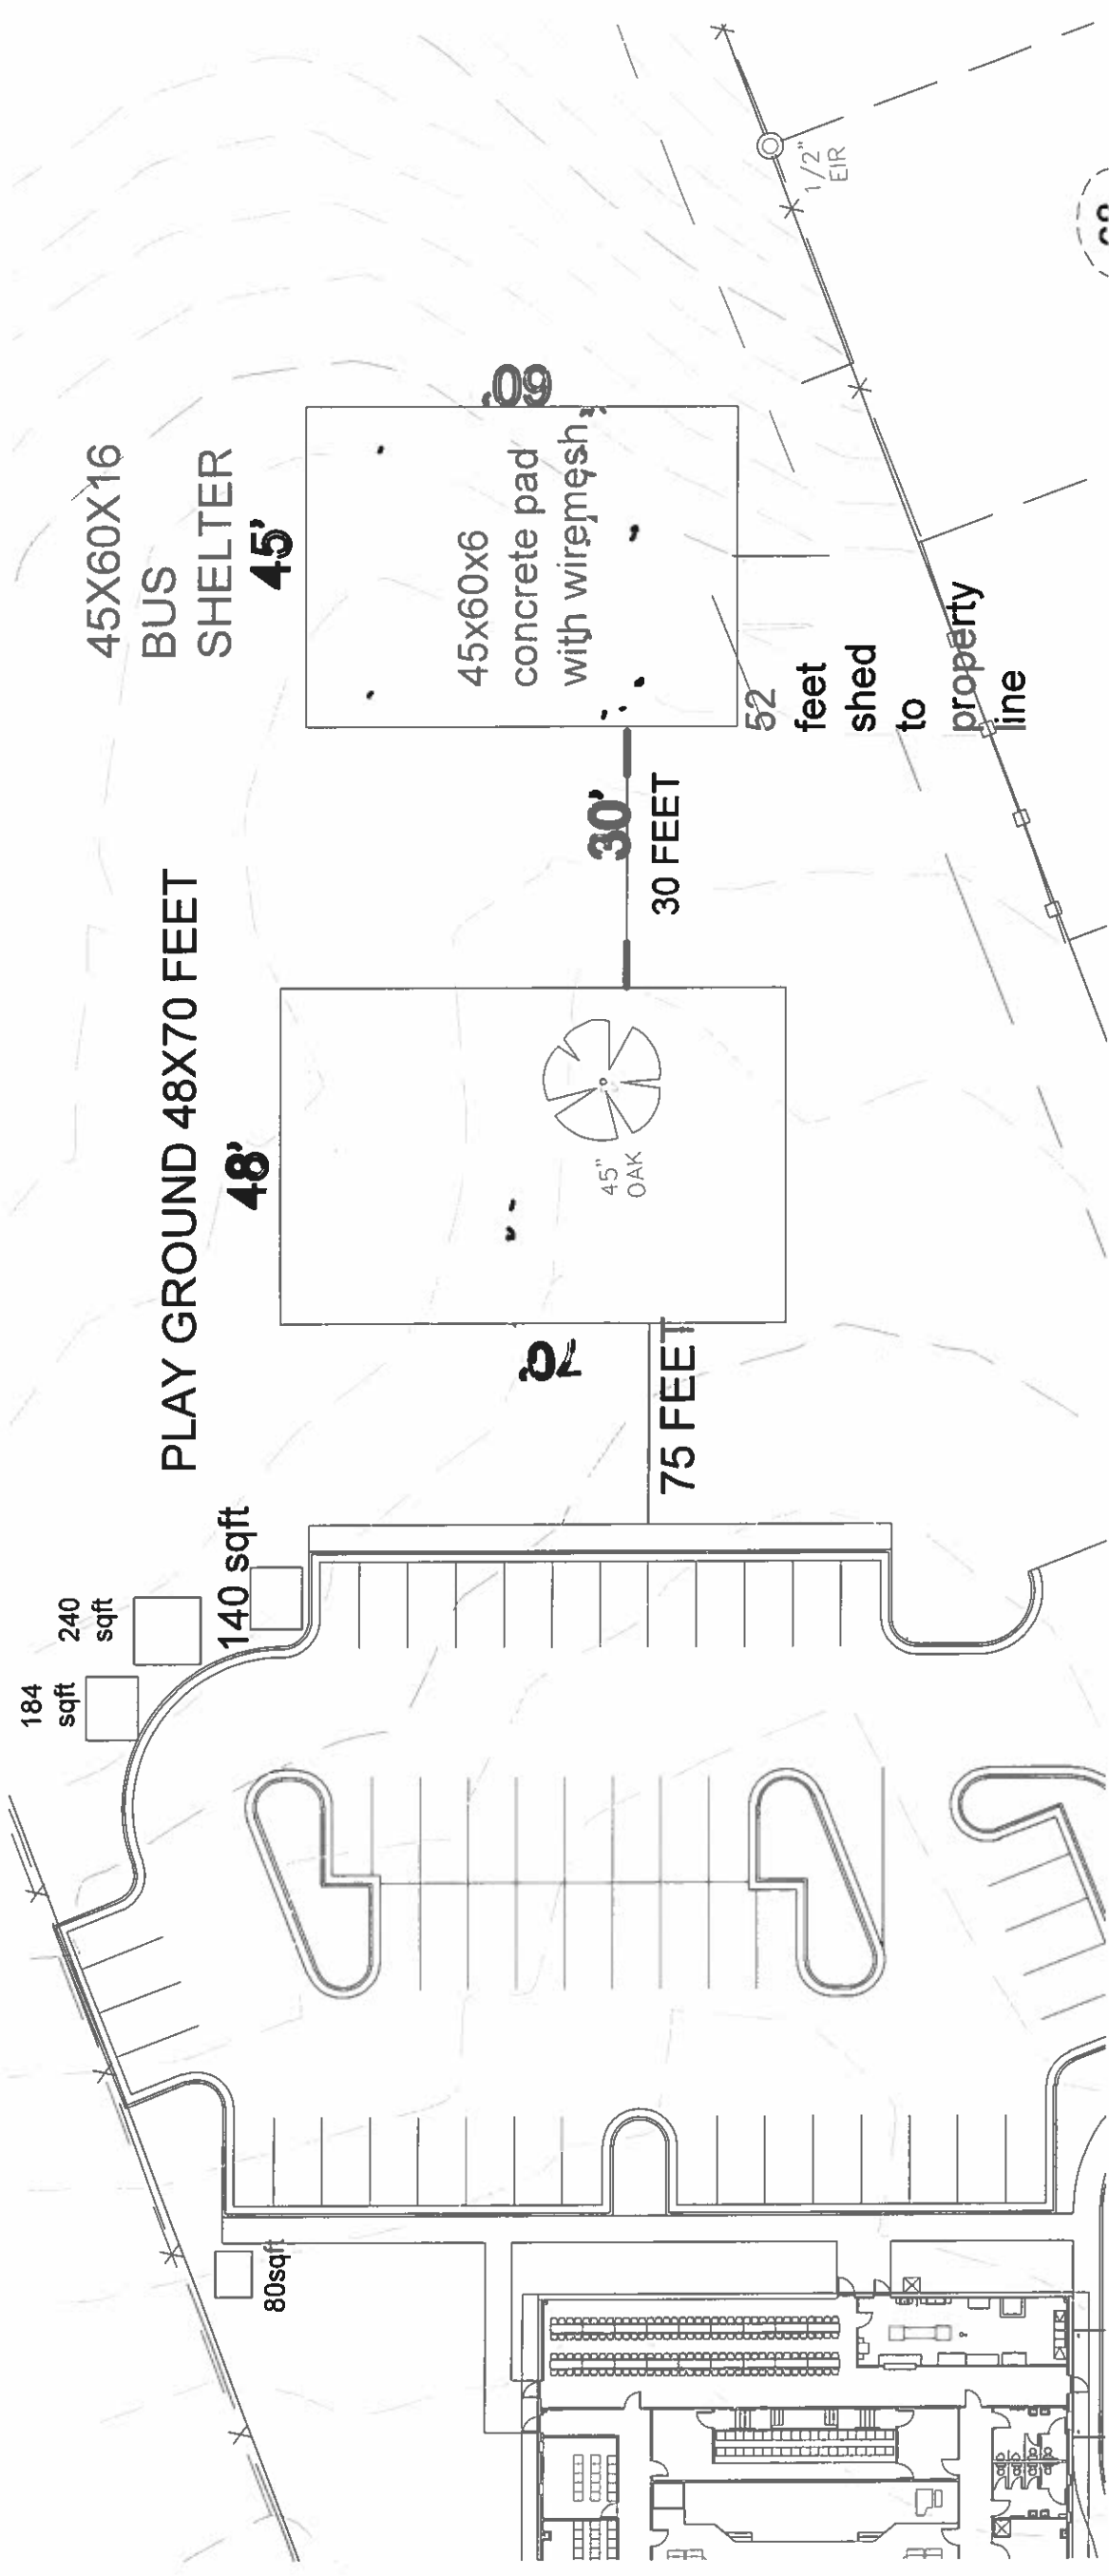 45X60X16
BUS
SHELTER
45'
60'
45x60x6
concrete pad
with wiremesh
1/2"
EIR
52
feet
shed
to
property
line
30'
30 FEET
PLAY GROUND 48X70 FEET
48'
70'
45"
OAK
75 FEET
140 sqft
240
sqft
184
sqft
80sqft